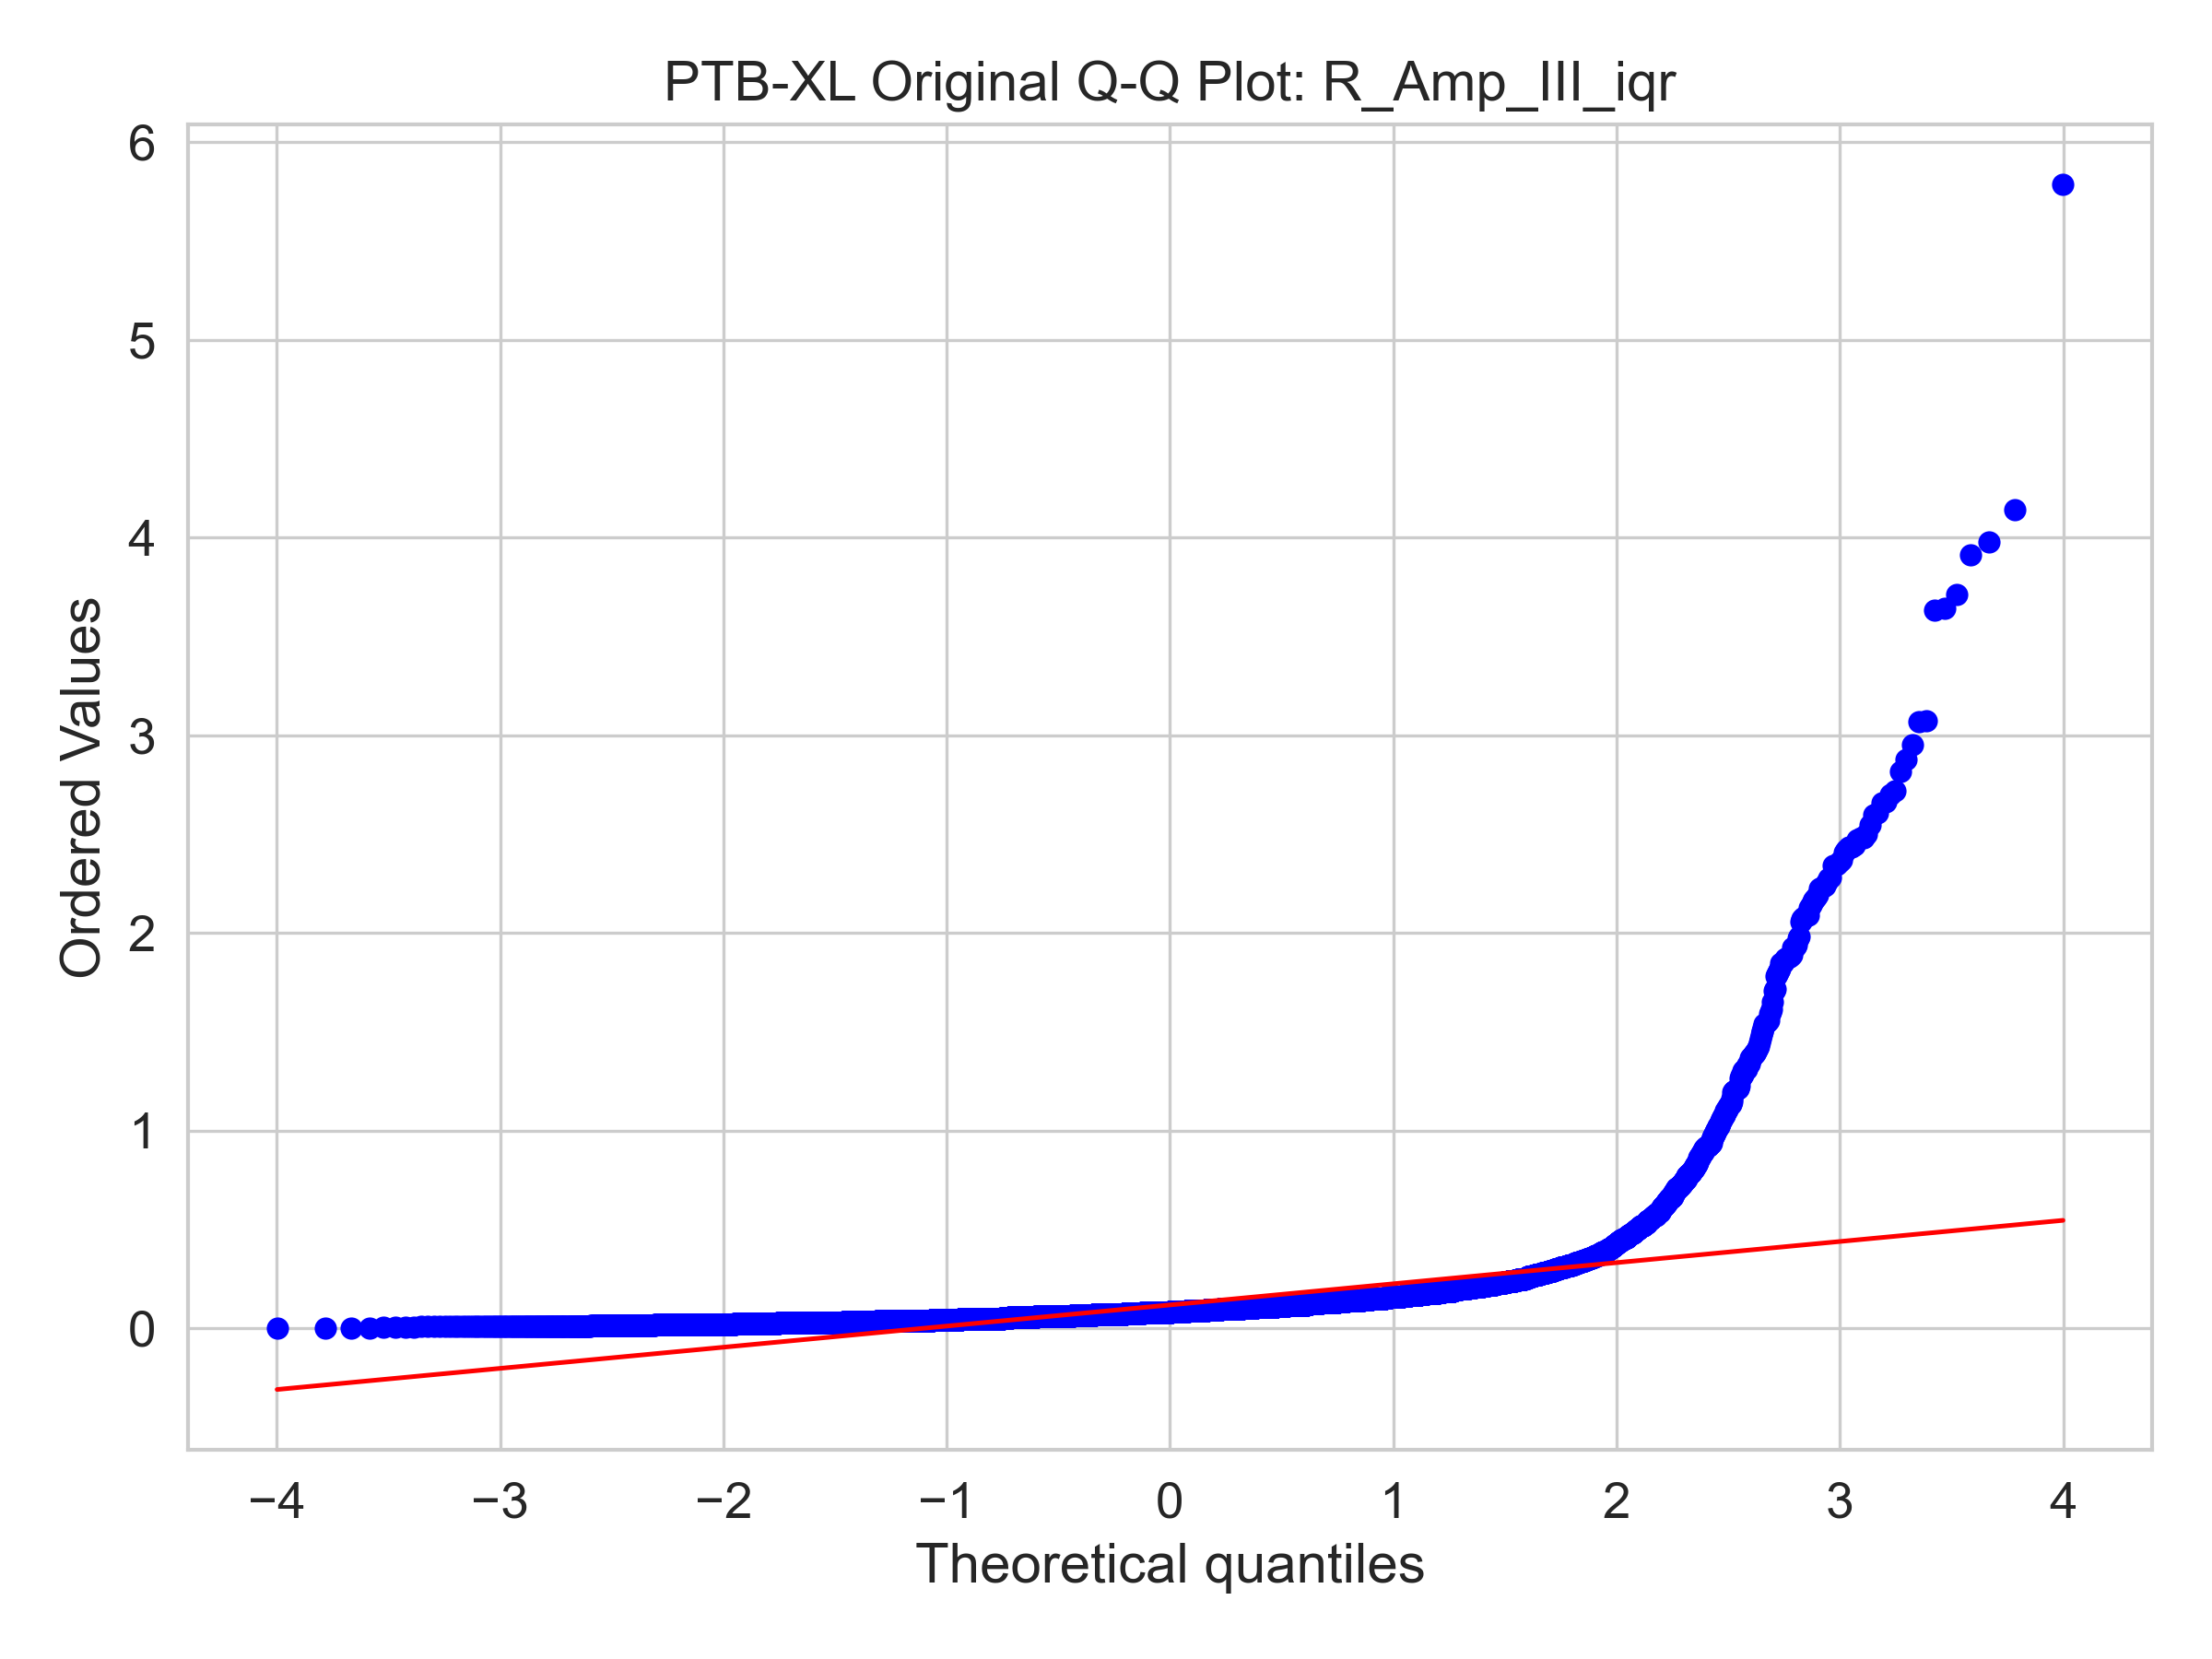 PTB-XL Original Q-Q Plot: R_Amp_III_iqr
6
5
4
3
2
1
0
Ordered Values
−4 −3 −2 −1 0 1 2 3 4
Theoretical quantiles